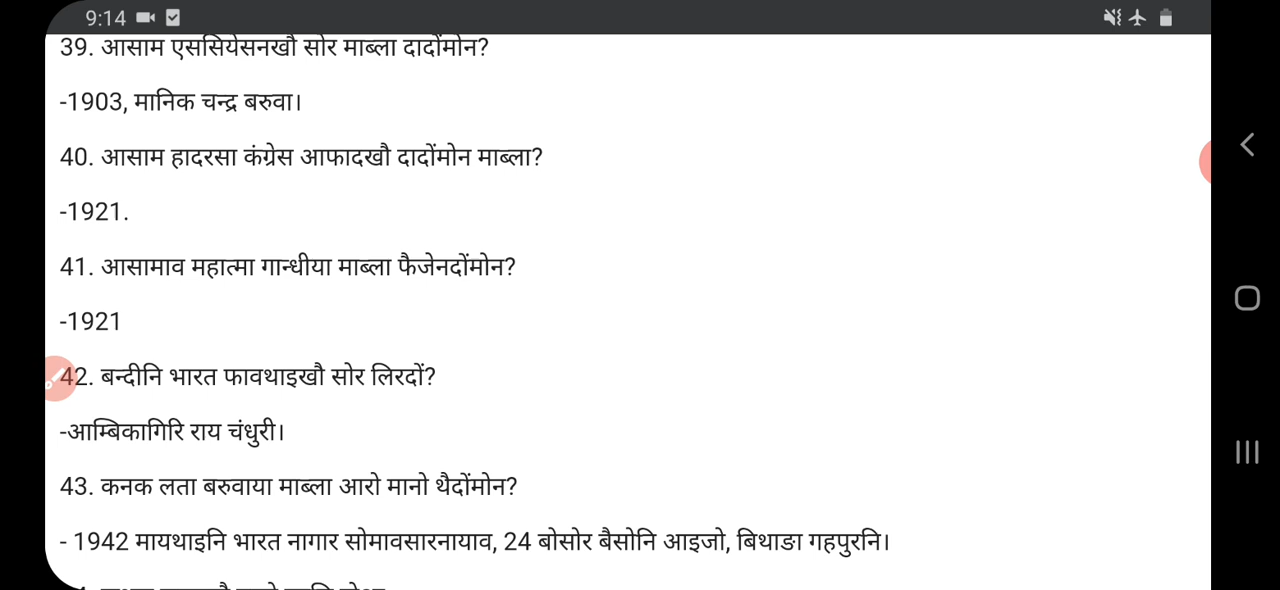 9:14
39. आसाम एससियेसनखौ सोर माब्ला दादोंमोन?
-1903, मानिक चन्द्र बरुवा।
40. आसाम हादरसा कंग्रेस आफादखौ दादोंमोन माब्ला?
-1921.
41. आसामाव महात्मा गान्धीया माब्ला फैजेनदोंमोन?
-1921
42. बन्दीनि भारत फावथाइखौ सोर लिरदों?
-आम्बिकागिरि राय चंधुरी।
43. कनक लता बरुवाया माब्ला आरो मानो थैदोंमोन?
- 1942 मायथाइनि भारत नागार सोमावसारनायाव, 24 बोसोर बैसोनि आइजो, बिथाङा गहपुरनि।